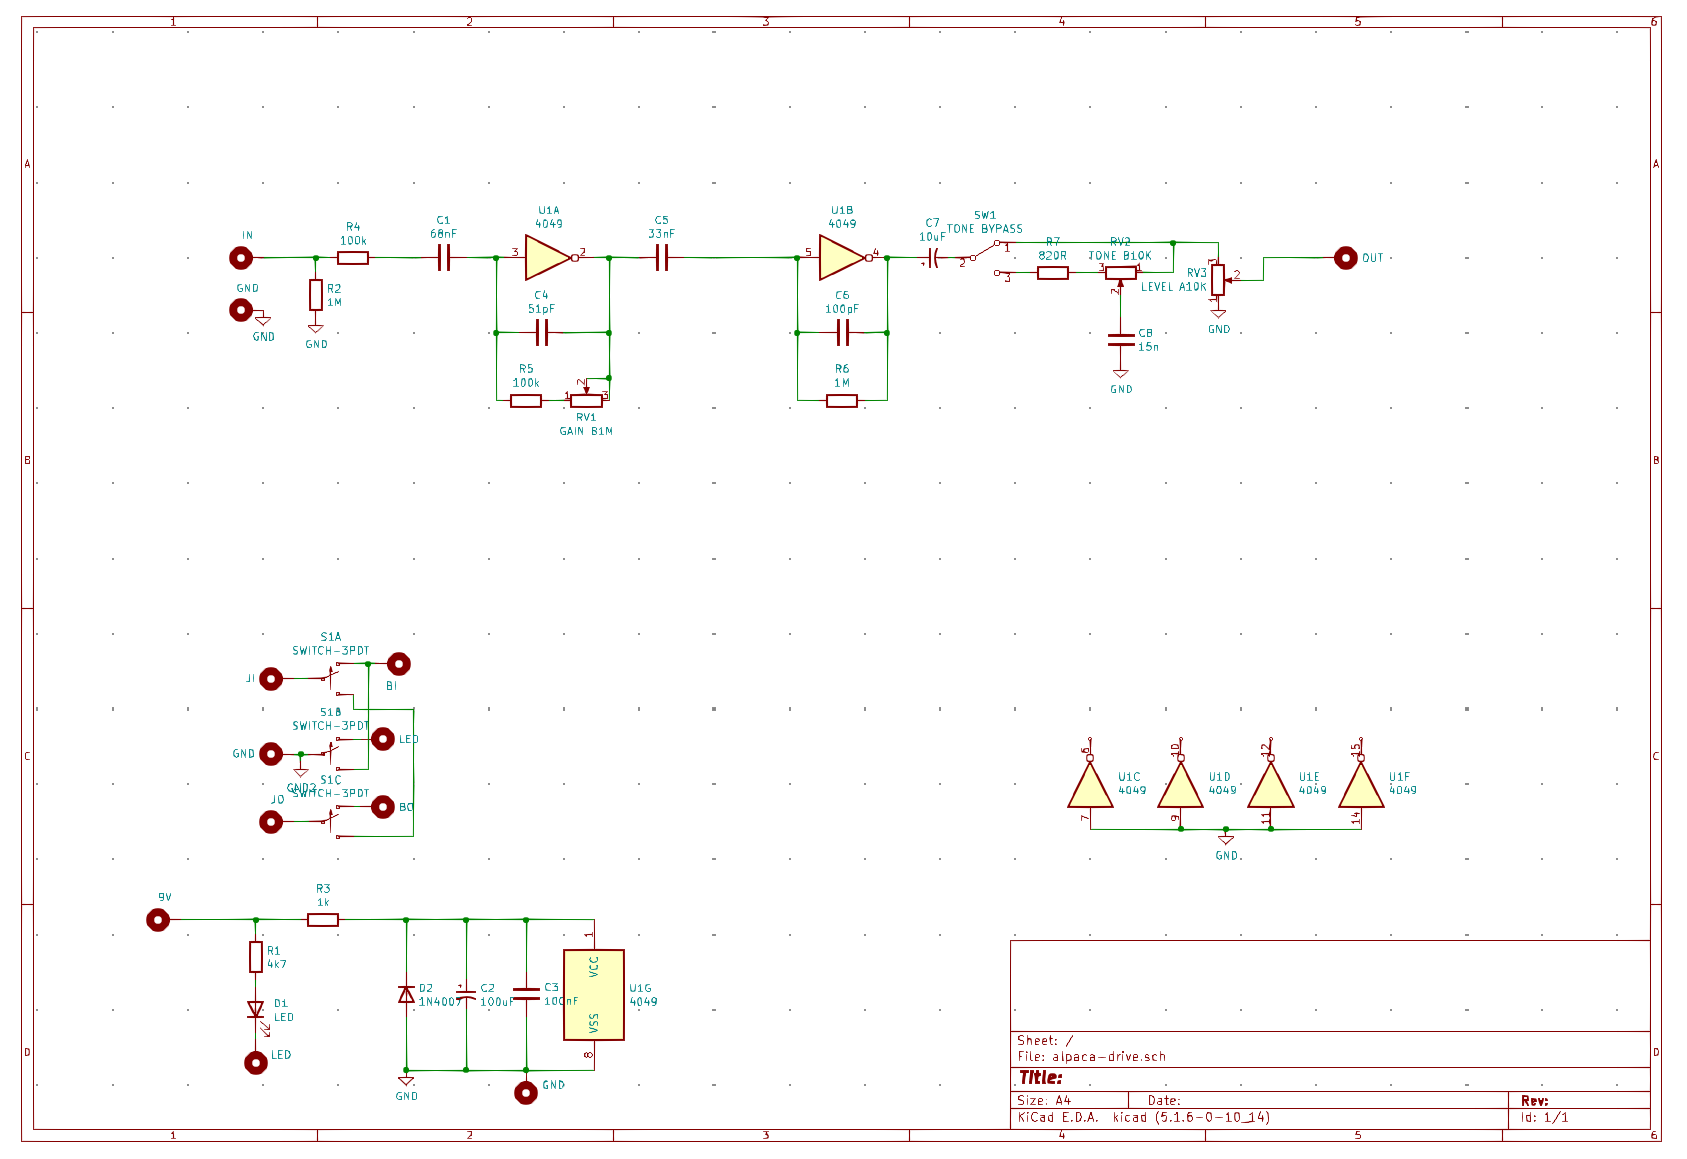 1 2 3 4 5 6
A A
B B
C C
D D
IN
GND
GND
R4
100k
R2
1M
GND
C1
68nF
U1A
4049
3 2
C4
51pF
R5
100k
1 2 3
RV1
GAIN B1M
C5
33nF
U1B
4049
5 4
C6
100pF
R6
1M
C7
10uF
SW1
TONE BYPASS
2 1 3
R7
820R
RV2
TONE B10K
3 1 2
C8
15n
GND
RV3
LEVEL A10K
3 2 1
GND
OUT
S1A
SWITCH-3PDT
JI
BI
S1B
SWITCH-3PDT
GND
LED
GND2
S1C
SWITCH-3PDT
JO
BO
6 10 12 15
U1C
4049
U1D
4049
U1E
4049
U1F
4049
7 9 11 14
GND
9V
R3
1k
R1
4k7
D1
LED
LED
D2
1N4007
C2
100uF
C3
100nF
1
VCC
VSS
8
U1G
4049
GND
GND
Sheet: /
File: alpaca-drive.sch
Title:
Size: A4 Date: Rev:
KiCad E.D.A. kicad (5.1.6-0-10_14) Id: 1/1
1 2 3 4 5 6